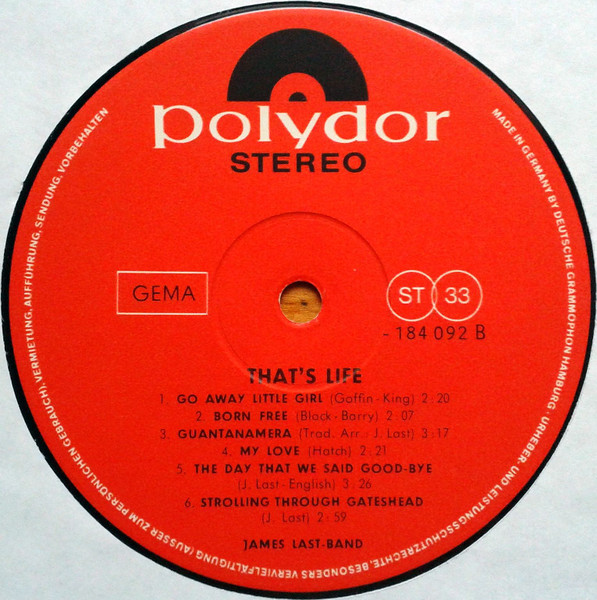 polydor
STEREO
GEMA
ST 33
-184 092 B
THAT'S LIFE
1. GO AWAY LITTLE GIRL (Goffin-King) 2:20
2. BORN FREE (Black-Barry) 2:07
3. GUANTANAMERA (Trad. Arr.: J. Last) 3:17
4. MY LOVE (Hatch) 2:21
5. THE DAY THAT WE SAID GOOD-BYE
(J. Last-English) 3:26
6. STROLLING THROUGH GATESHEAD
(J. Last) 2:59
JAMES LAST-BAND
MADE IN GERMANY BY DEUTSCHE GRAMMOPHON HAMBURG. URHEBER- UND LEISTUNGSSCHUTZRECHTE, BESONDERS VERVIELFÄLTIGUNG (AUSSER ZUM PERSÖNLICHEN GEBRAUCH), VERMIETUNG, AUFFÜHRUNG, SENDUNG, VORBEHALTEN